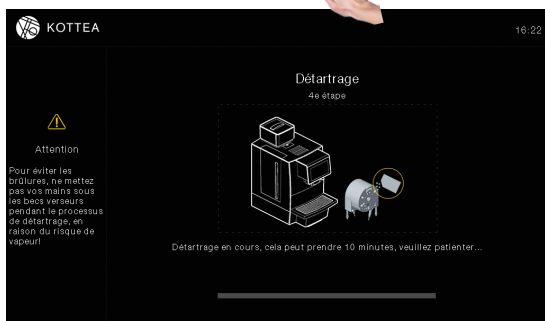 KOTTEA
16:22
Détartrage
4e étape
Attention
Pour éviter les
brûlures, ne mettez
pas vos mains sous
les becs verseurs
pendant le processus
de détartrage, en
raison du risque de
vapeur!
Détartrage en cours, cela peut prendre 10 minutes, veuillez patienter...